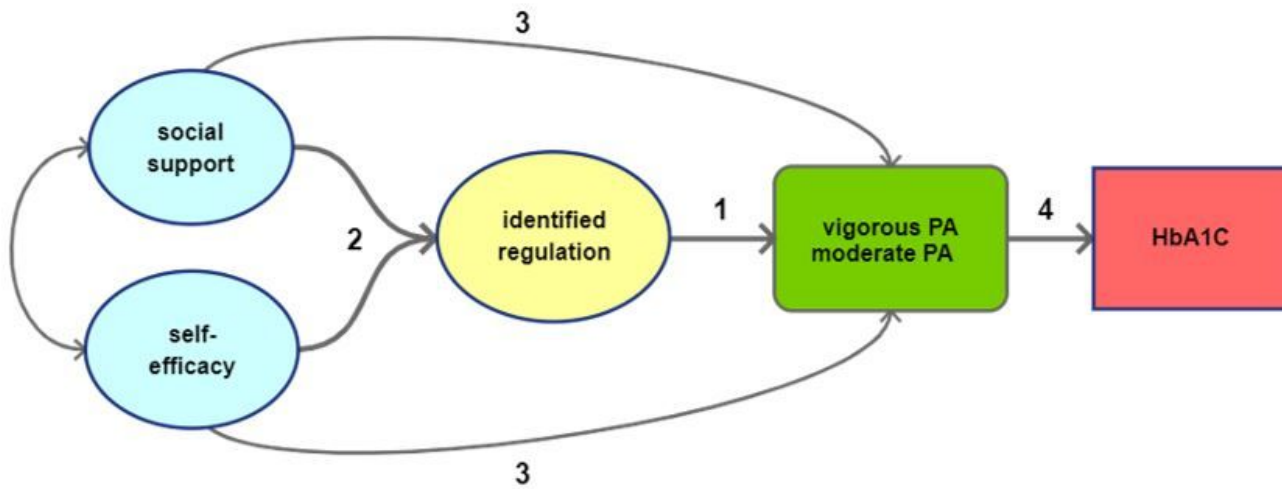 3
social
support
2
identified
regulation
1
vigorous PA
moderate PA
4
HbA1C
self-
efficacy
3